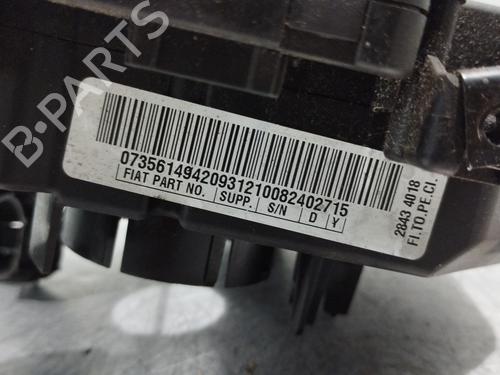 B-PARTS
07356149420931210082402715
FIAT PART NO. SUPP. S/N D Y
2843 4018
FI.TO.PE.CI.